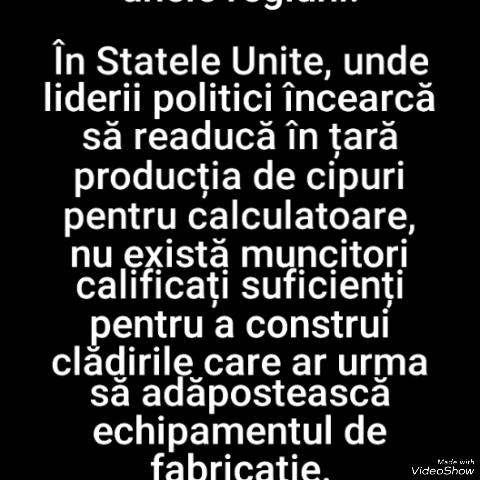 În Statele Unite, unde
liderii politici încearcă
să readucă în țară
producția de cipuri
pentru calculatoare,
nu există muncitori
calificați suficienți
pentru a construi
clădirile care ar urma
să adăpostească
echipamentul de
fabricație.
Made with
VideoShow